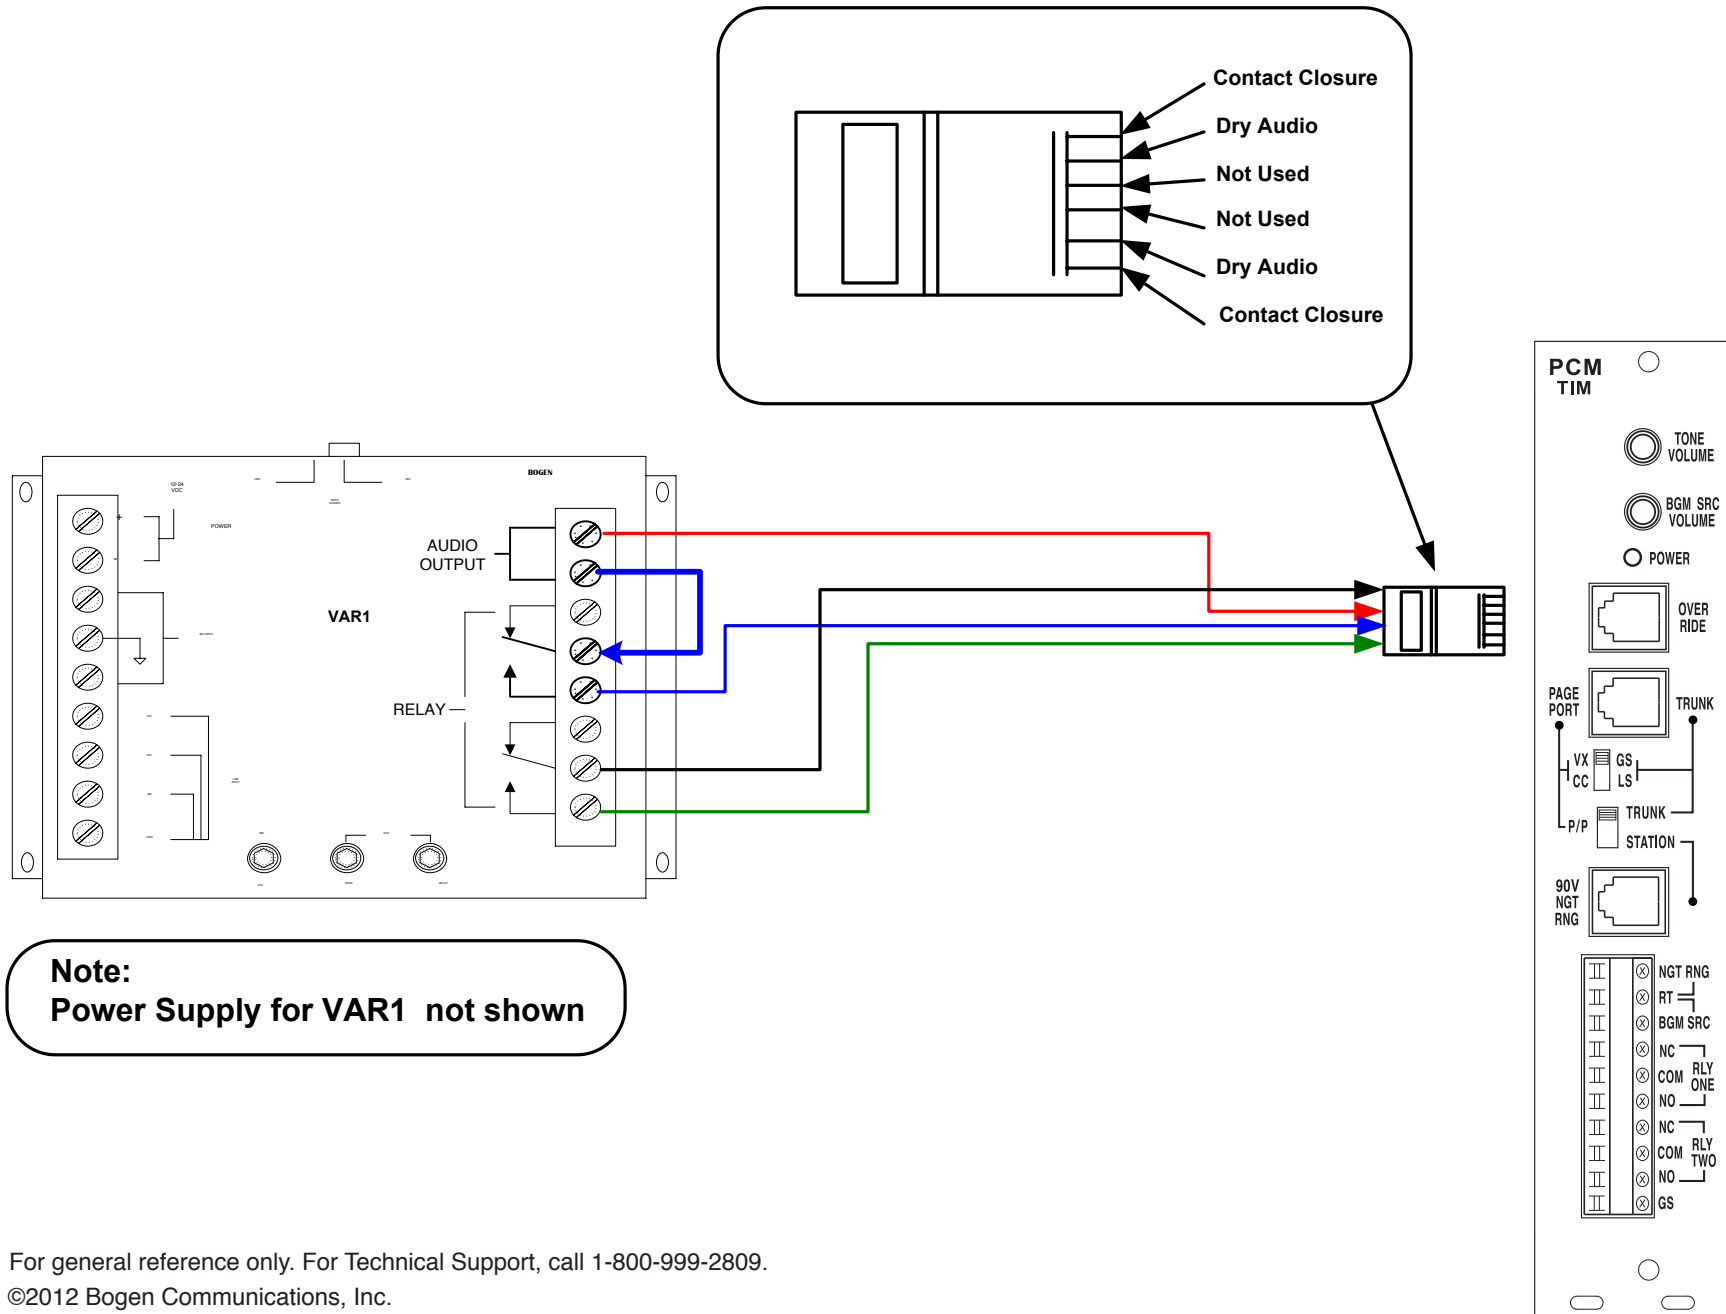 Contact Closure
Dry Audio
Not Used
Not Used
Dry Audio
Contact Closure
BOGEN
12-24
VDC
+
POWER
AUDIO
OUTPUT
VAR1
RELAY
PCM
TIM
TONE
VOLUME
BGM SRC
VOLUME
POWER
OVER
RIDE
PAGE
PORT
TRUNK
VX
CC
GS
LS
TRUNK
P/P
STATION
90V
NGT
RNG
NGT RNG
RT
BGM SRC
NC
COM
NO
RLY
ONE
NC
COM
NO
RLY
TWO
GS
Note:
Power Supply for VAR1 not shown
For general reference only. For Technical Support, call 1-800-999-2809.
©2012 Bogen Communications, Inc.